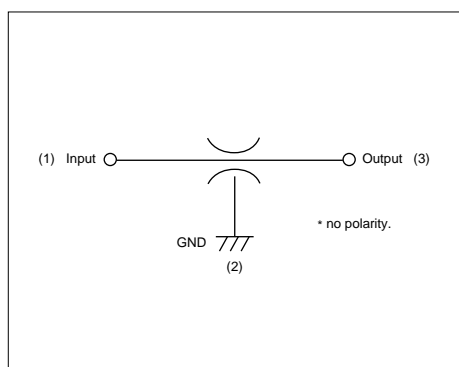 (1) Input Output (3)
* no polarity.
GND
(2)